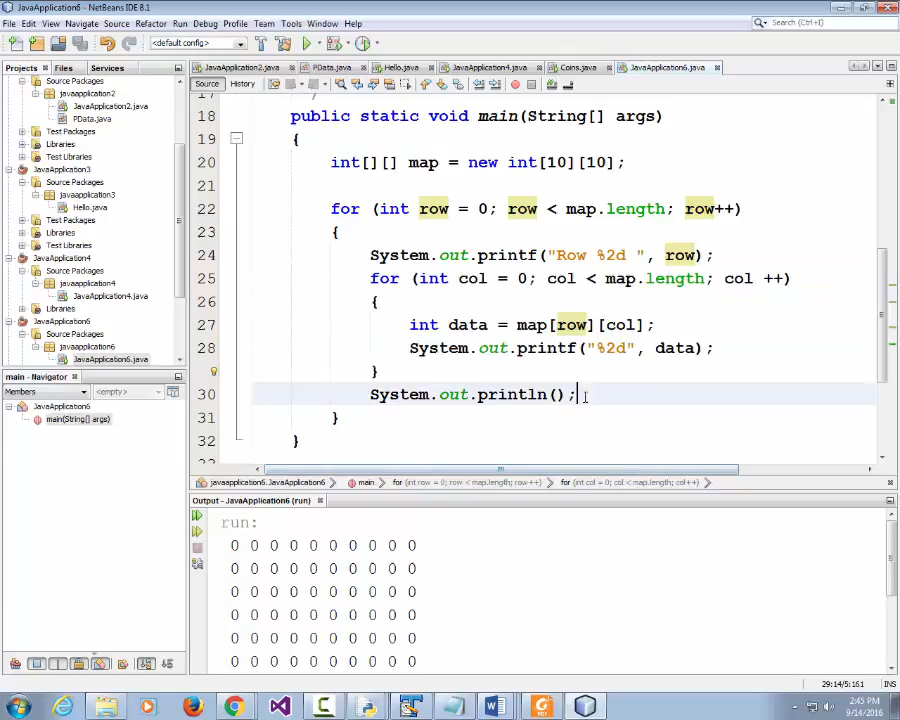 JavaApplication6 - NetBeans IDE 8.1
File Edit View Navigate Source Refactor Run Debug Profile Team Tools Window Help
<default config>
Search (Ctrl+I)
Projects Files Services
Source Packages
javaapplication2
JavaApplication2.java
PData.java
Test Packages
Libraries
Test Libraries
JavaApplication3
Source Packages
javaapplication3
Hello.java
Test Packages
Libraries
Test Libraries
JavaApplication4
Source Packages
javaapplication4
JavaApplication4.java
Libraries
JavaApplication6
Source Packages
javaapplication6
JavaApplication6.java
main - Navigator
Members <empty>
JavaApplication6
main(String[] args)
JavaApplication2.java PData.java Hello.java JavaApplication4.java Coins.java JavaApplication6.java
Source History
17 */
18 public static void main(String[] args)
19 {
20 int[][] map = new int[10][10];
21
22 for (int row = 0; row < map.length; row++)
23 {
24 System.out.printf("Row %2d ", row);
25 for (int col = 0; col < map.length; col ++)
26 {
27 int data = map[row][col];
28 System.out.printf("%2d", data);
}
30 System.out.println();
31 }
32 }
javaapplication6.JavaApplication6 main for (int row = 0; row < map.length; row++) for (int col = 0; col < map.length; col++)
Output - JavaApplication6 (run)
run:
0 0 0 0 0 0 0 0 0 0
0 0 0 0 0 0 0 0 0 0
0 0 0 0 0 0 0 0 0 0
0 0 0 0 0 0 0 0 0 0
0 0 0 0 0 0 0 0 0 0
0 0 0 0 0 0 0 0 0 0
29:14/5:161 INS
2:45 PM
9/14/2016